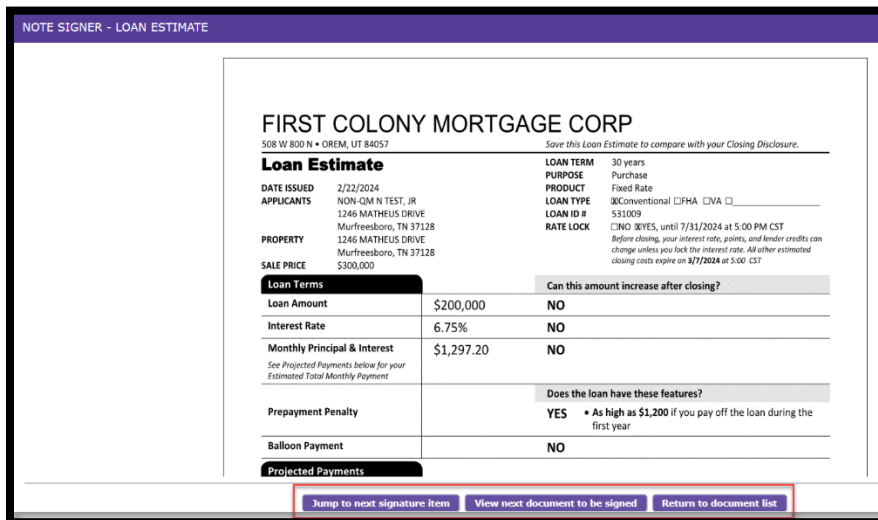 NOTE SIGNER - LOAN ESTIMATE
FIRST COLONY MORTGAGE CORP
508 W 800 N • OREM, UT 84057
Save this Loan Estimate to compare with your Closing Disclosure.
Loan Estimate
DATE ISSUED 2/22/2024
APPLICANTS NON-QM N TEST, JR
1246 MATHEUS DRIVE
Murfreesboro, TN 37128
PROPERTY 1246 MATHEUS DRIVE
Murfreesboro, TN 37128
SALE PRICE $300,000
LOAN TERM 30 years
PURPOSE Purchase
PRODUCT Fixed Rate
LOAN TYPE ☒Conventional ☐FHA ☐VA ☐
LOAN ID # 531009
RATE LOCK ☐NO ☒YES, until 7/31/2024 at 5:00 PM CST
Before closing, your interest rate, points, and lender credits can
change unless you lock the interest rate. All other estimated
closing costs expire on 3/7/2024 at 5:00 CST
Loan Terms Can this amount increase after closing?
Loan Amount $200,000 NO
Interest Rate 6.75% NO
Monthly Principal & Interest $1,297.20 NO
See Projected Payments below for your
Estimated Total Monthly Payment
Does the loan have these features?
Prepayment Penalty YES • As high as $1,200 if you pay off the loan during the
first year
Balloon Payment NO
Projected Payments
Jump to next signature item View next document to be signed Return to document list